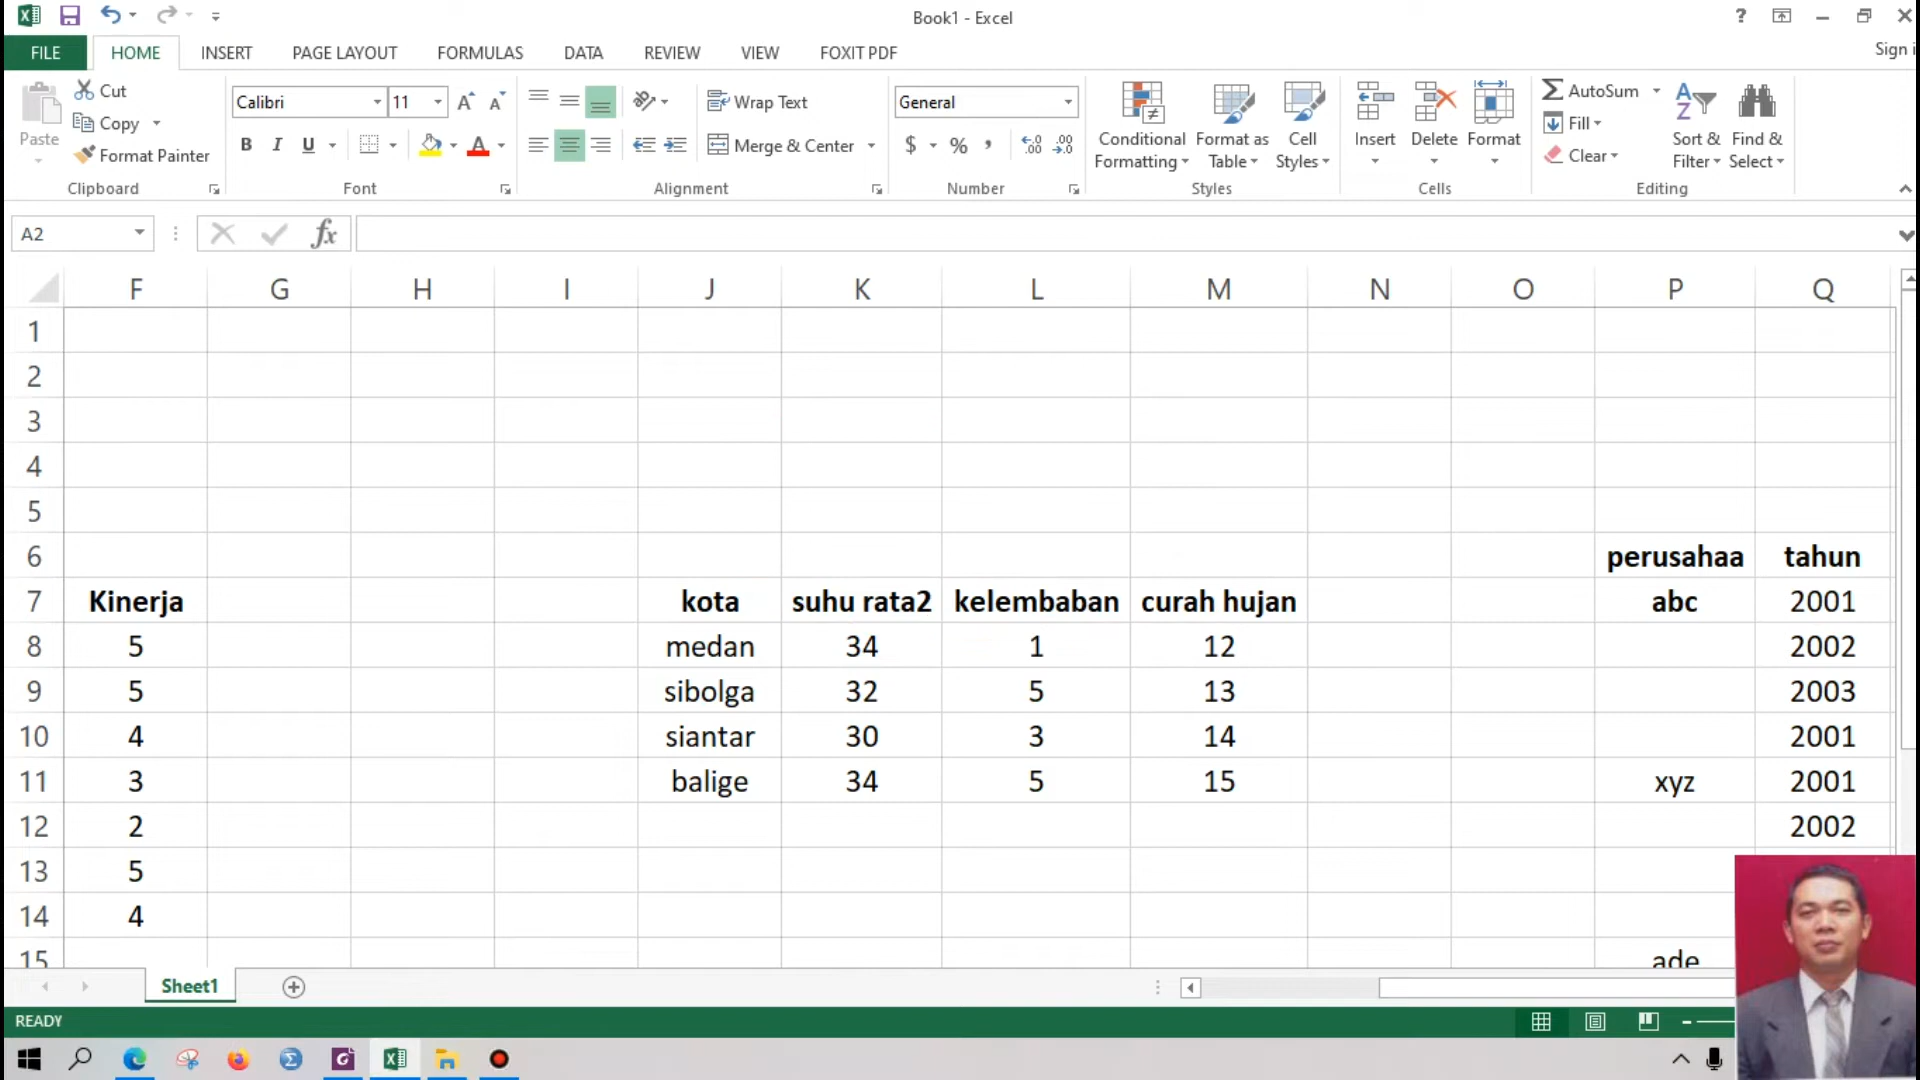 Book1 - Excel
?
Sign i
FILE HOME INSERT PAGE LAYOUT FORMULAS DATA REVIEW VIEW FOXIT PDF
Paste
Cut
Copy
Format Painter
Clipboard
Calibri 11
B I U A
Font
Wrap Text
Merge & Center
Alignment
General
$ % ,
Number
Conditional Formatting
Format as Table
Cell Styles
Styles
Insert
Delete
Format
Cells
AutoSum
Fill
Clear
Sort & Filter
Find & Select
Editing
A2
fx
F G H I J K L M N O P Q
1
2
3
4
5
6 perusahaa tahun
7 Kinerja kota suhu rata2 kelembaban curah hujan abc 2001
8 5 medan 34 1 12 2002
9 5 sibolga 32 5 13 2003
10 4 siantar 30 3 14 2001
11 3 balige 34 5 15 xyz 2001
12 2 2002
13 5
14 4
15 ade
Sheet1
READY